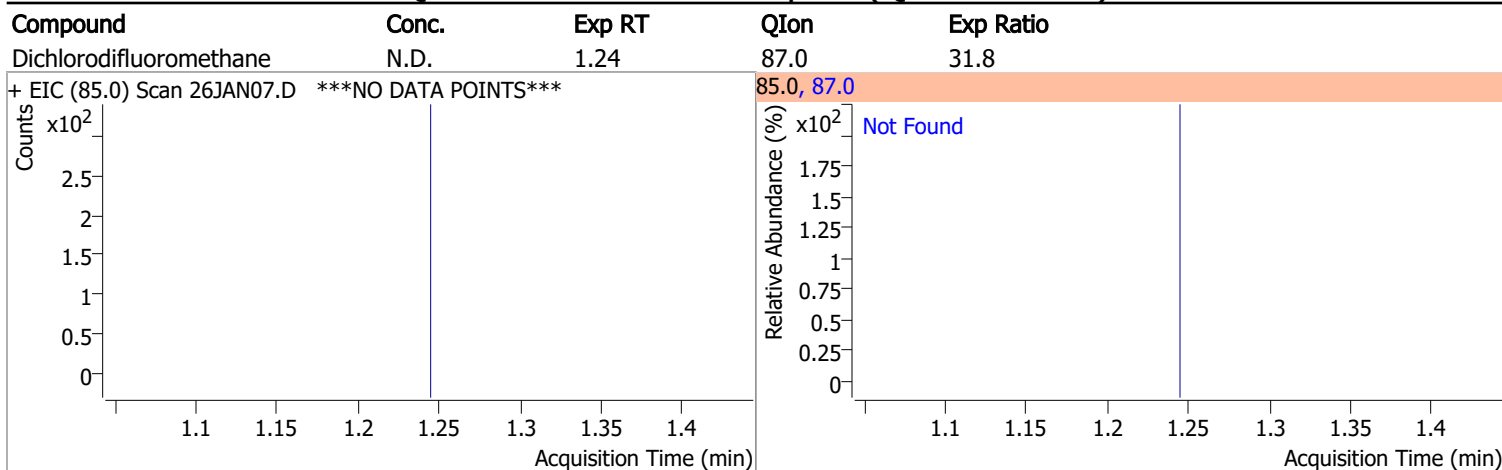 Compound Conc. Exp RT QIon Exp Ratio
Dichlorodifluoromethane N.D. 1.24 87.0 31.8
+ EIC (85.0) Scan 26JAN07.D ***NO DATA POINTS***
Counts
x10²
2.5
2
1.5
1
0.5
0
1.1 1.15 1.2 1.25 1.3 1.35 1.4
Acquisition Time (min)
85.0, 87.0
Relative Abundance (%)
x10²
Not Found
1.75
1.5
1.25
1
0.75
0.5
0.25
0
1.1 1.15 1.2 1.25 1.3 1.35 1.4
Acquisition Time (min)